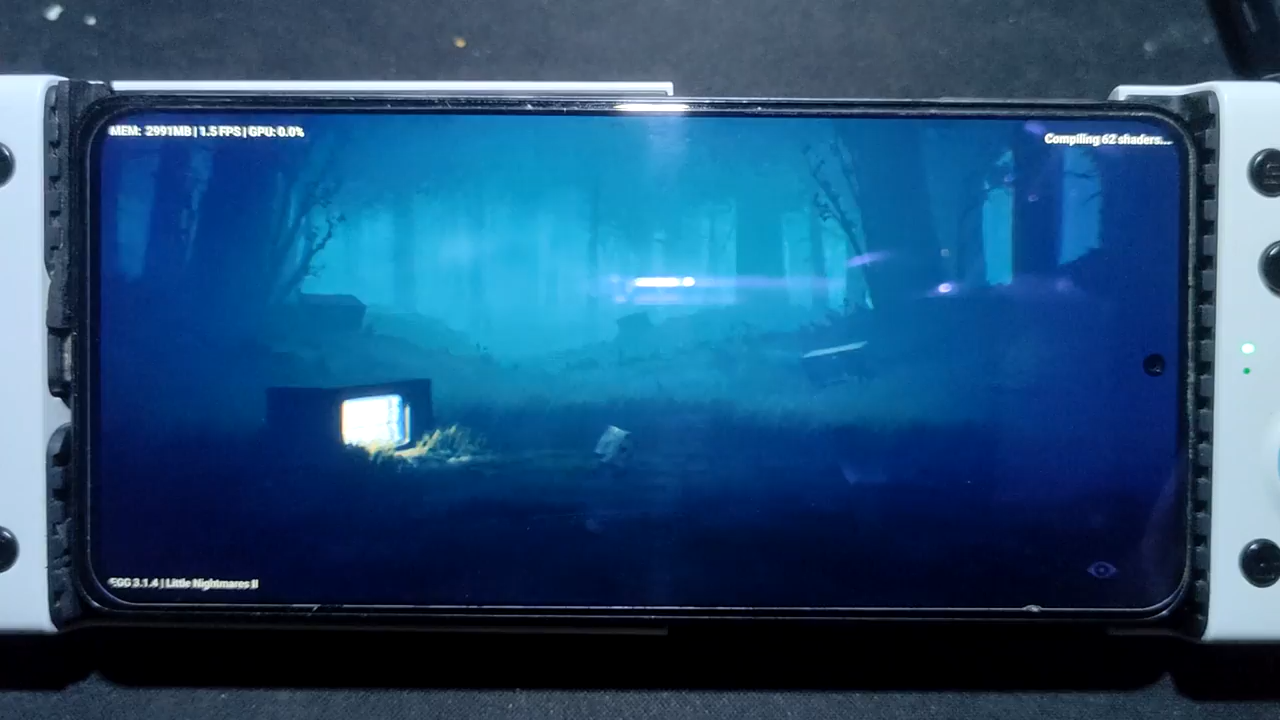 MEM: 2991MB | 1.5 FPS | GPU: 0.0%
Compiling 62 shaders...
EGG 3.1.4 | Little Nightmares II